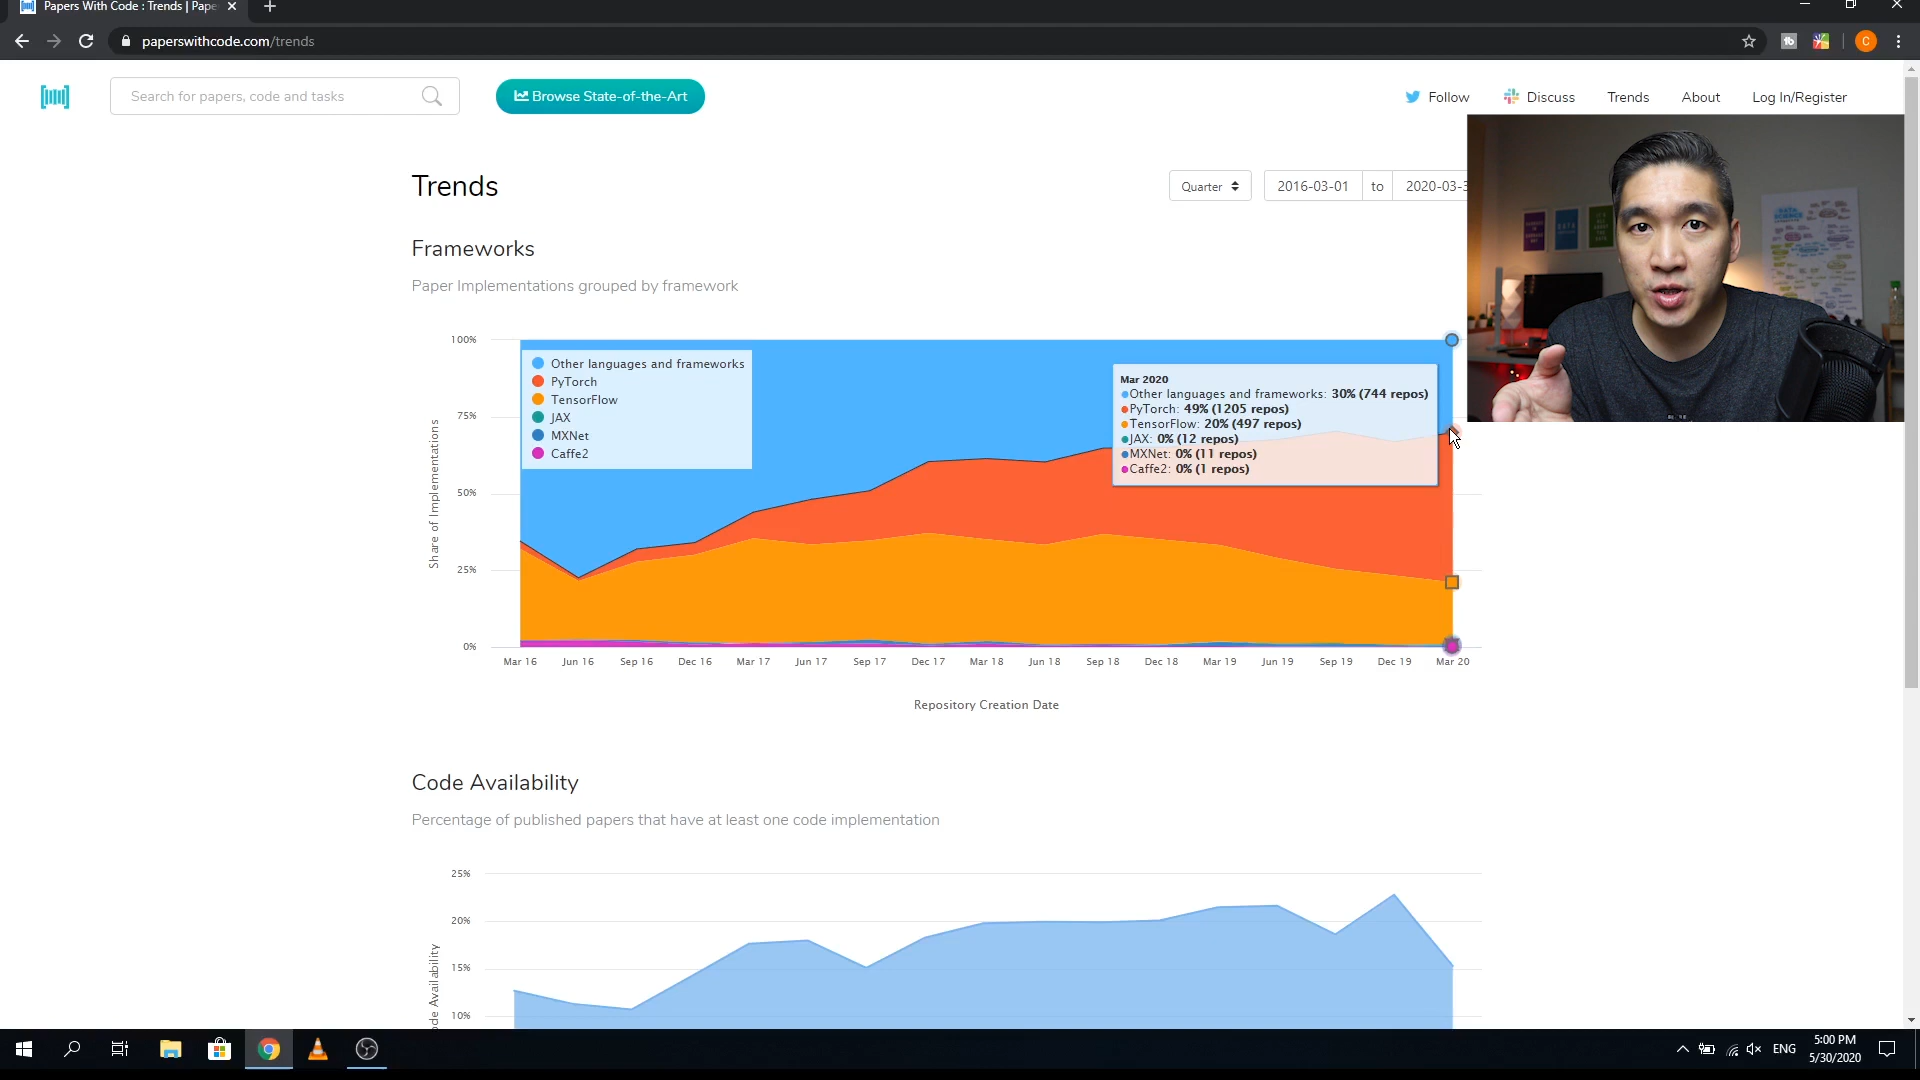 Papers With Code : Trends | Pape
paperswithcode.com/trends
Search for papers, code and tasks
Browse State-of-the-Art
Follow
Discuss
Trends
About
Log In/Register
Trends
Quarter
2016-03-01
to
2020-03-3
Frameworks
Paper Implementations grouped by framework
100%
75%
50%
25%
0%
Share of Implementations
Other languages and frameworks
PyTorch
TensorFlow
JAX
MXNet
Caffe2
Mar 2020
Other languages and frameworks: 30% (744 repos)
PyTorch: 49% (1205 repos)
TensorFlow: 20% (497 repos)
JAX: 0% (12 repos)
MXNet: 0% (11 repos)
Caffe2: 0% (1 repos)
Mar 16 Jun 16 Sep 16 Dec 16 Mar 17 Jun 17 Sep 17 Dec 17 Mar 18 Jun 18 Sep 18 Dec 18 Mar 19 Jun 19 Sep 19 Dec 19 Mar 20
Repository Creation Date
Code Availability
Percentage of published papers that have at least one code implementation
25%
20%
15%
10%
ode Availability
ENG
5:00 PM
5/30/2020